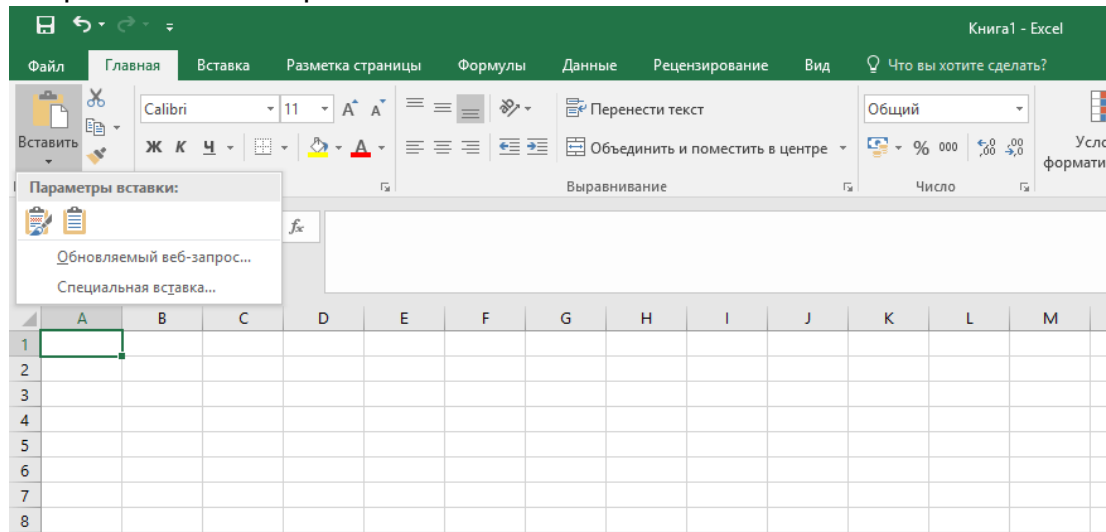 Книга1 - Excel
Файл Главная Вставка Разметка страницы Формулы Данные Рецензирование Вид Что вы хотите сделать?
Calibri 11 A A Перенести текст Общий
Вставить Ж К Ч А Объединить и поместить в центре % 000 ,00 ,0
Выравнивание Число
Параметры вставки:
fx
Обновляемый веб-запрос...
Специальная вставка...
A B C D E F G H I J K L M
1
2
3
4
5
6
7
8